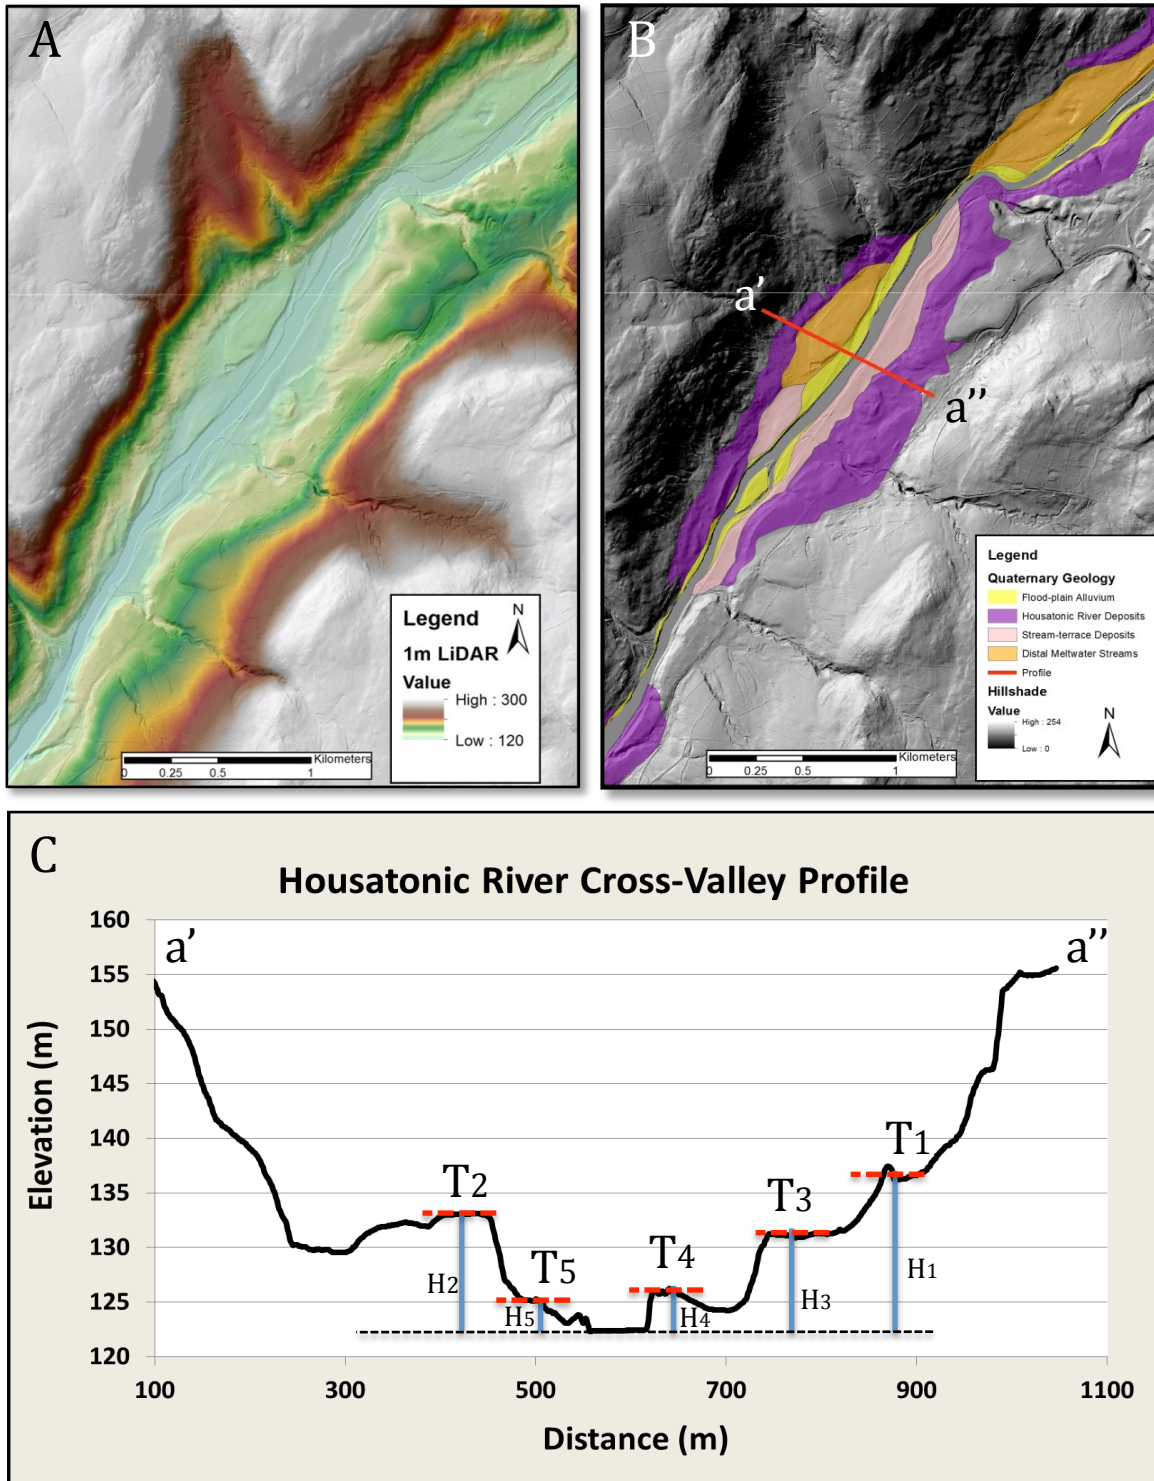 A
Legend
1m LiDAR
N
Value
High : 300
Low : 120
Kilometers
0 0.25 0.5 1
B
a’
a’’
Legend
Quaternary Geology
Flood-plain Alluvium
Housatonic River Deposits
Stream-terrace Deposits
Distal Meltwater Streams
Profile
Hillshade
Value
High : 254
Low : 0
N
Kilometers
0 0.25 0.5 1
C
Housatonic River Cross-Valley Profile
Elevation (m)
160
155
150
145
140
135
130
125
120
a’
a’’
T1
T2
T3
T4
T5
H1
H2
H3
H4
H5
100 300 500 700 900 1100
Distance (m)